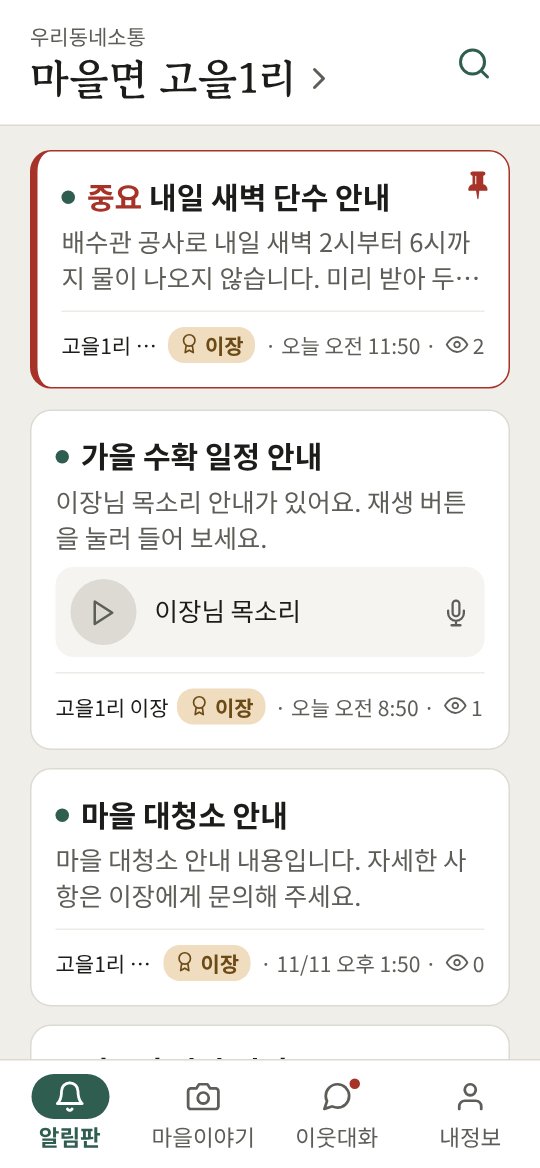 우리동네소통
마을면 고을1리
중요 내일 새벽 단수 안내
배수관 공사로 내일 새벽 2시부터 6시까
지 물이 나오지 않습니다. 미리 받아 두…
고을1리 … 이장 · 오늘 오전 11:50 · 2
가을 수확 일정 안내
이장님 목소리 안내가 있어요. 재생 버튼
을 눌러 들어 보세요.
이장님 목소리
고을1리 이장 이장 · 오늘 오전 8:50 · 1
마을 대청소 안내
마을 대청소 안내 내용입니다. 자세한 사
항은 이장에게 문의해 주세요.
고을1리 … 이장 · 11/11 오후 1:50 · 0
알림판 마을이야기 이웃대화 내정보